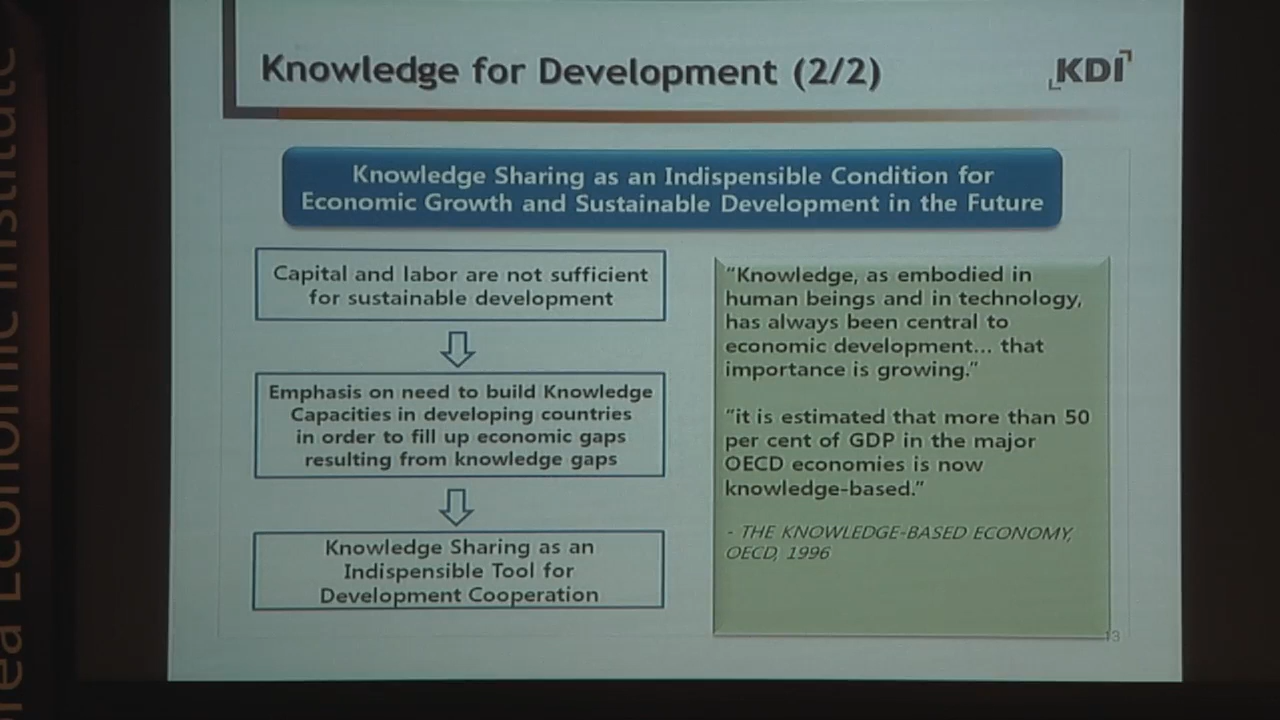 Knowledge for Development (2/2)
KDI
Knowledge Sharing as an Indispensible Condition for
Economic Growth and Sustainable Development in the Future
Capital and labor are not sufficient
for sustainable development
Emphasis on need to build Knowledge
Capacities in developing countries
in order to fill up economic gaps
resulting from knowledge gaps
Knowledge Sharing as an
Indispensible Tool for
Development Cooperation
"Knowledge, as embodied in
human beings and in technology,
has always been central to
economic development... that
importance is growing."
"it is estimated that more than 50
per cent of GDP in the major
OECD economies is now
knowledge-based."
- THE KNOWLEDGE-BASED ECONOMY,
OECD, 1996
13
rea Economic Institute